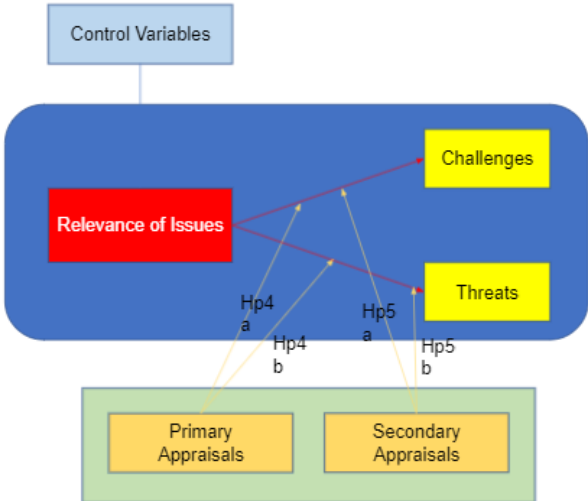 Control Variables
Challenges
Relevance of Issues
Threats
Hp4
a
Hp4
b
Hp5
a
Hp5
b
Primary
Appraisals
Secondary
Appraisals